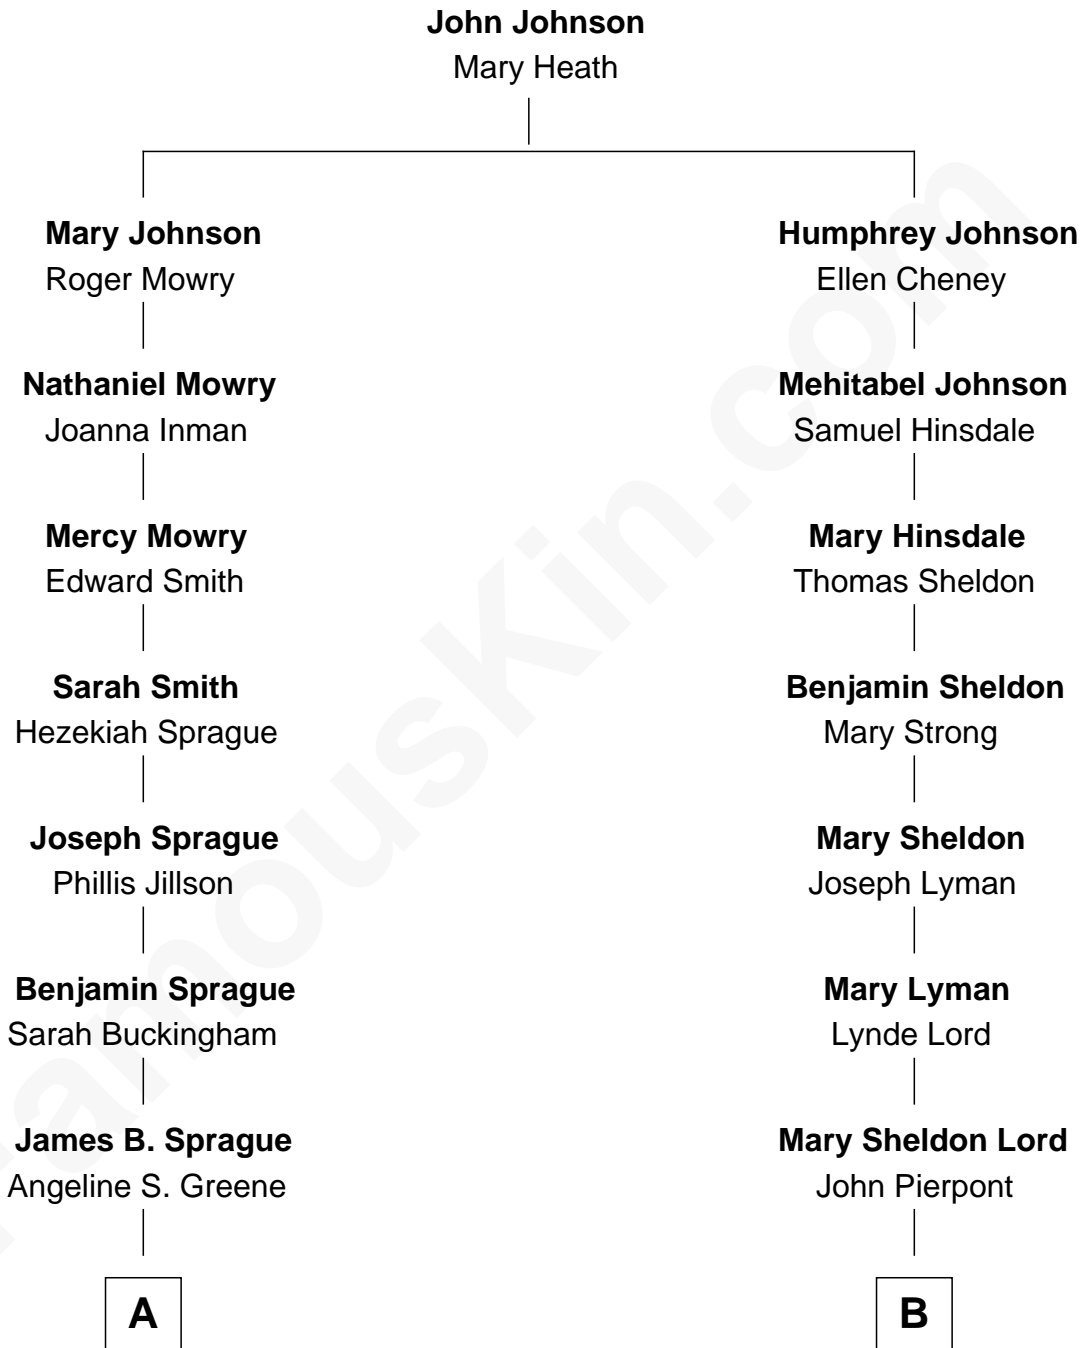 John Johnson
Mary Heath
Mary Johnson
Roger Mowry
Humphrey Johnson
Ellen Cheney
Nathaniel Mowry
Joanna Inman
Mehitabel Johnson
Samuel Hinsdale
Mercy Mowry
Edward Smith
Mary Hinsdale
Thomas Sheldon
Sarah Smith
Hezekiah Sprague
Benjamin Sheldon
Mary Strong
Joseph Sprague
Phillis Jillson
Mary Sheldon
Joseph Lyman
Benjamin Sprague
Sarah Buckingham
Mary Lyman
Lynde Lord
James B. Sprague
Angeline S. Greene
Mary Sheldon Lord
John Pierpont
A
B
FamousKin.com